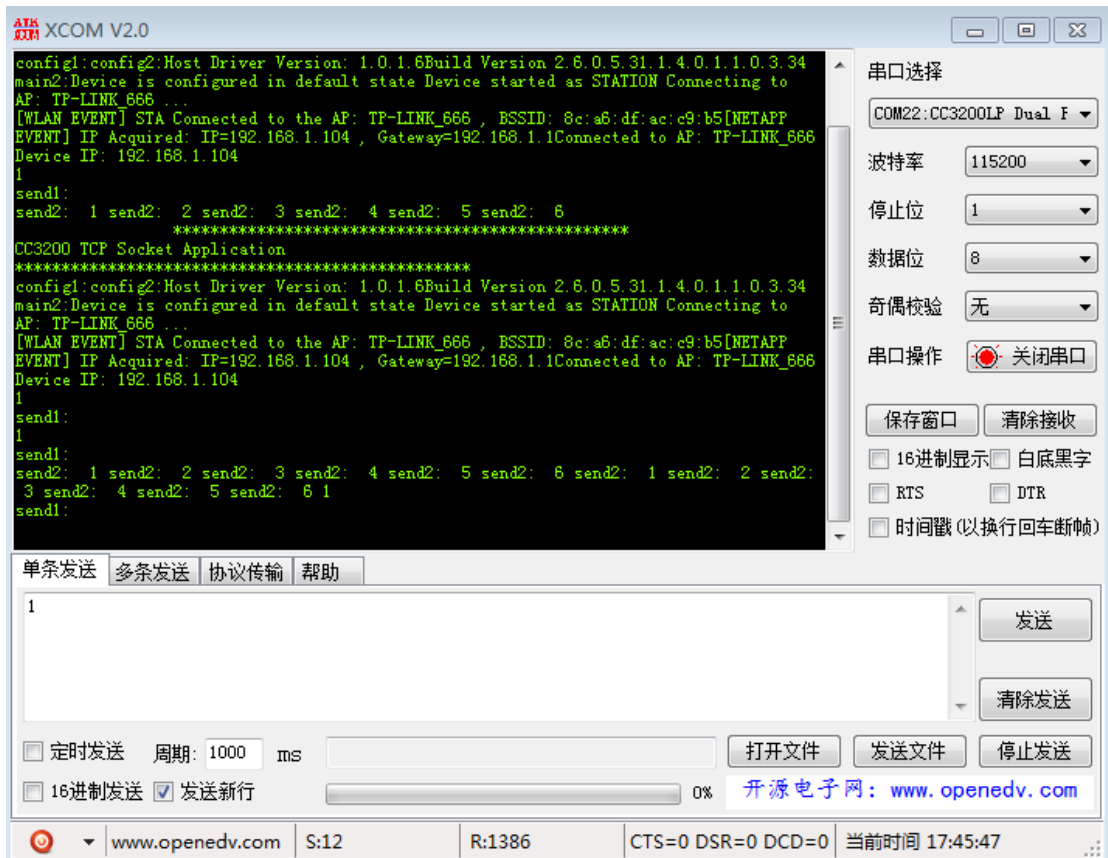 ATK
COM XCOM V2.0
config1:config2:Host Driver Version: 1.0.1.6Build Version 2.6.0.5.31.1.4.0.1.1.0.3.34
main2:Device is configured in default state Device started as STATION Connecting to
AP: TP-LINK_666 ...
[WLAN EVENT] STA Connected to the AP: TP-LINK_666 , BSSID: 8c:a6:df:ac:c9:b5[NETAPP
EVENT] IP Acquired: IP=192.168.1.104 , Gateway=192.168.1.1Connected to AP: TP-LINK_666
Device IP: 192.168.1.104
1
send1:
send2:  1 send2:  2 send2:  3 send2:  4 send2:  5 send2:  6
*************************************************
CC3200 TCP Socket Application
*************************************************
config1:config2:Host Driver Version: 1.0.1.6Build Version 2.6.0.5.31.1.4.0.1.1.0.3.34
main2:Device is configured in default state Device started as STATION Connecting to
AP: TP-LINK_666 ...
[WLAN EVENT] STA Connected to the AP: TP-LINK_666 , BSSID: 8c:a6:df:ac:c9:b5[NETAPP
EVENT] IP Acquired: IP=192.168.1.104 , Gateway=192.168.1.1Connected to AP: TP-LINK_666
Device IP: 192.168.1.104
1
send1:
1
send1:
send2:  1 send2:  2 send2:  3 send2:  4 send2:  5 send2:  6 send2:  1 send2:  2 send2:
3 send2:  4 send2:  5 send2:  6 1
send1:
串口选择
COM22:CC3200LP Dual F
波特率 115200
停止位 1
数据位 8
奇偶校验 无
串口操作 关闭串口
保存窗口 清除接收
16进制显示 白底黑字
RTS DTR
时间戳(以换行回车断帧)
单条发送 多条发送 协议传输 帮助
1
发送
清除发送
定时发送 周期: 1000 ms 打开文件 发送文件 停止发送
16进制发送 发送新行 0% 开源电子网: www.openedv.com
www.openedv.com S:12 R:1386 CTS=0 DSR=0 DCD=0 当前时间 17:45:47